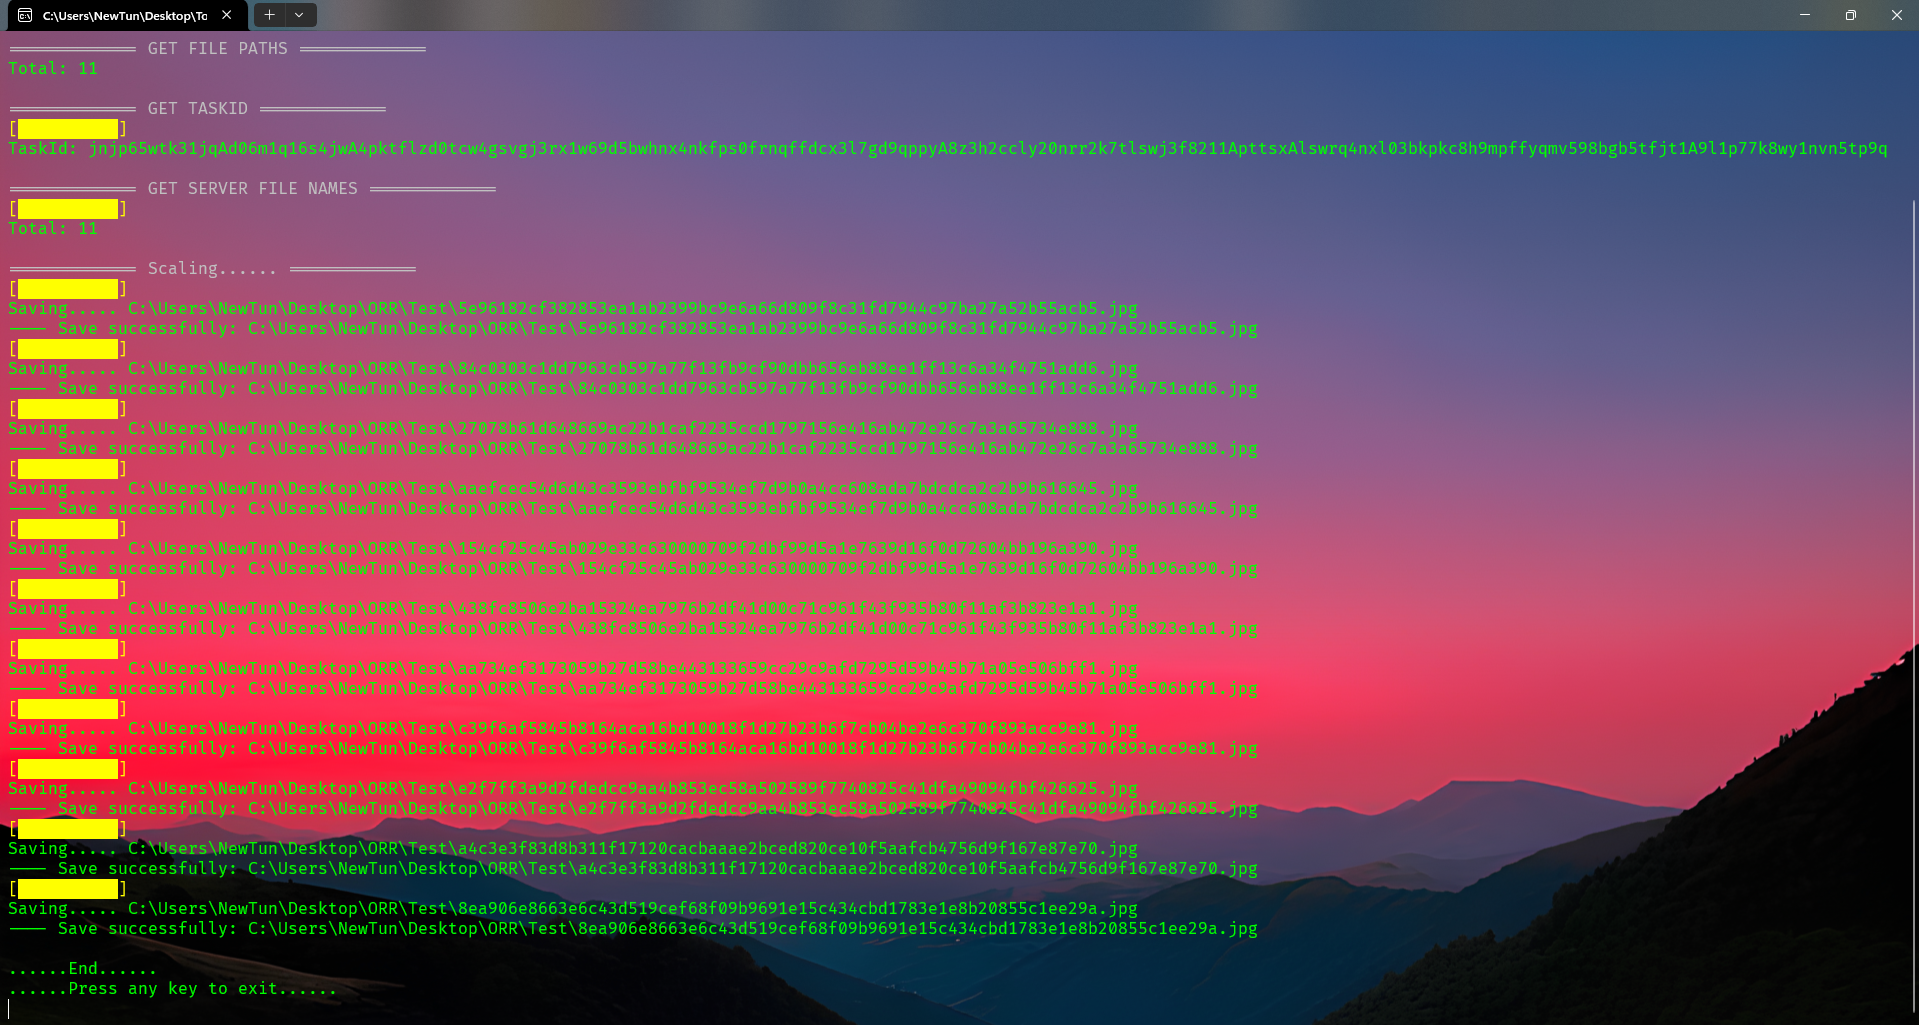 C:\Users\NewTun\Desktop\To
============ GET FILE PATHS ============
Total: 11
============ GET TASKID ============
[          ]
TaskId: jnjp65wtk31jqAd06m1q16s4jwA4pktflzd0tcw4gsvgj3rx1w69d5bwhnx4nkfps0frnqffdcx3l7gd9qppyA8z3h2ccly20nrr2k7tlswj3f8211ApttsxAlswrq4nxl03bkpkc8h9mpffyqmv598bgb5tfjt1A9l1p77k8wy1nvn5tp9q
============ GET SERVER FILE NAMES ============
[          ]
Total: 11
============ Scaling...... ============
[          ]
Saving..... C:\Users\NewTun\Desktop\ORR\Test\5e96182cf382853ea1ab2399bc9e6a66d809f8c31fd7944c97ba27a52b55acb5.jpg
---- Save successfully: C:\Users\NewTun\Desktop\ORR\Test\5e96182cf382853ea1ab2399bc9e6a66d809f8c31fd7944c97ba27a52b55acb5.jpg
[          ]
Saving..... C:\Users\NewTun\Desktop\ORR\Test\84c0303c1dd7963cb597a77f13fb9cf90dbb656eb88ee1ff13c6a34f4751add6.jpg
---- Save successfully: C:\Users\NewTun\Desktop\ORR\Test\84c0303c1dd7963cb597a77f13fb9cf90dbb656eb88ee1ff13c6a34f4751add6.jpg
[          ]
Saving..... C:\Users\NewTun\Desktop\ORR\Test\27078b61d648669ac22b1caf2235ccd1797156e416ab472e26c7a3a65734e888.jpg
---- Save successfully: C:\Users\NewTun\Desktop\ORR\Test\27078b61d648669ac22b1caf2235ccd1797156e416ab472e26c7a3a65734e888.jpg
[          ]
Saving..... C:\Users\NewTun\Desktop\ORR\Test\aaefcec54d6d43c3593ebfbf9534ef7d9b0a4cc608ada7bdcdca2c2b9b616645.jpg
---- Save successfully: C:\Users\NewTun\Desktop\ORR\Test\aaefcec54d6d43c3593ebfbf9534ef7d9b0a4cc608ada7bdcdca2c2b9b616645.jpg
[          ]
Saving..... C:\Users\NewTun\Desktop\ORR\Test\154cf25c45ab029e33c630000709f2dbf99d5a1e7639d16f0d72604bb196a390.jpg
---- Save successfully: C:\Users\NewTun\Desktop\ORR\Test\154cf25c45ab029e33c630000709f2dbf99d5a1e7639d16f0d72604bb196a390.jpg
[          ]
Saving..... C:\Users\NewTun\Desktop\ORR\Test\438fc8506e2ba15324ea7976b2df41d00c71c961f43f935b80f11af3b823e1a1.jpg
---- Save successfully: C:\Users\NewTun\Desktop\ORR\Test\438fc8506e2ba15324ea7976b2df41d00c71c961f43f935b80f11af3b823e1a1.jpg
[          ]
Saving..... C:\Users\NewTun\Desktop\ORR\Test\aa734ef3173059b27d58be443133659cc29c9afd7295d59b45b71a05e506bff1.jpg
---- Save successfully: C:\Users\NewTun\Desktop\ORR\Test\aa734ef3173059b27d58be443133659cc29c9afd7295d59b45b71a05e506bff1.jpg
[          ]
Saving..... C:\Users\NewTun\Desktop\ORR\Test\c39f6af5845b8164aca16bd10018f1d27b23b6f7cb04be2e6c370f893acc9e81.jpg
---- Save successfully: C:\Users\NewTun\Desktop\ORR\Test\c39f6af5845b8164aca16bd10018f1d27b23b6f7cb04be2e6c370f893acc9e81.jpg
[          ]
Saving..... C:\Users\NewTun\Desktop\ORR\Test\e2f7ff3a9d2fdedcc9aa4b853ec58a502589f7740825c41dfa49094fbf426625.jpg
---- Save successfully: C:\Users\NewTun\Desktop\ORR\Test\e2f7ff3a9d2fdedcc9aa4b853ec58a502589f7740825c41dfa49094fbf426625.jpg
[          ]
Saving..... C:\Users\NewTun\Desktop\ORR\Test\a4c3e3f83d8b311f17120cacbaaae2bced820ce10f5aafcb4756d9f167e87e70.jpg
---- Save successfully: C:\Users\NewTun\Desktop\ORR\Test\a4c3e3f83d8b311f17120cacbaaae2bced820ce10f5aafcb4756d9f167e87e70.jpg
[          ]
Saving..... C:\Users\NewTun\Desktop\ORR\Test\8ea906e8663e6c43d519cef68f09b9691e15c434cbd1783e1e8b20855c1ee29a.jpg
---- Save successfully: C:\Users\NewTun\Desktop\ORR\Test\8ea906e8663e6c43d519cef68f09b9691e15c434cbd1783e1e8b20855c1ee29a.jpg
......End......
......Press any key to exit......